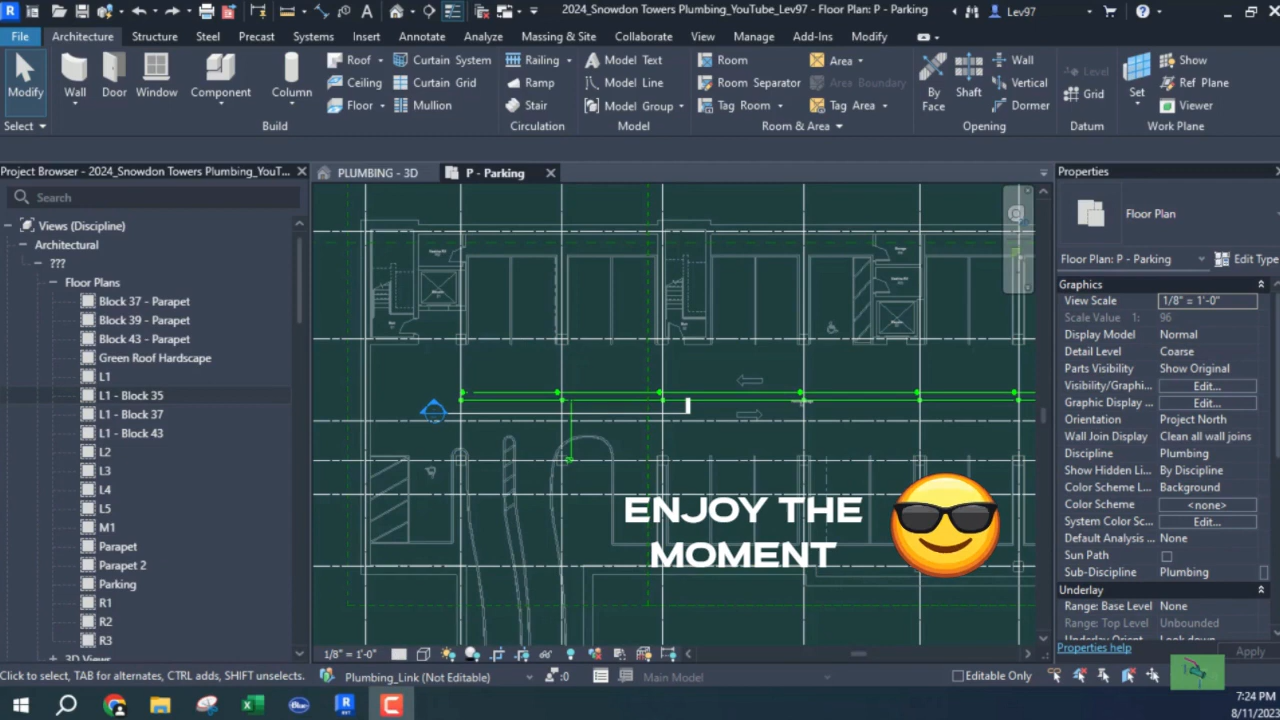 2024_Snowdon Towers Plumbing_YouTube_Lev97 - Floor Plan: P - Parking
Lev97
File Architecture Structure Steel Precast Systems Insert Annotate Analyze Massing & Site Collaborate View Manage Add-Ins Modify
Modify
Select
Wall
Door
Window
Component
Column
Roof
Ceiling
Floor
Curtain System
Curtain Grid
Mullion
Build
Railing
Ramp
Stair
Circulation
Model Text
Model Line
Model Group
Model
Room
Room Separator
Tag Room
Area
Area Boundary
Tag Area
Room & Area
By
Face
Shaft
Wall
Vertical
Dormer
Opening
Level
Grid
Datum
Set
Show
Ref Plane
Viewer
Work Plane
Project Browser - 2024_Snowdon Towers Plumbing_YouT...
Search
Views (Discipline)
Architectural
???
Floor Plans
Block 37 - Parapet
Block 39 - Parapet
Block 43 - Parapet
Green Roof Hardscape
L1
L1 - Block 35
L1 - Block 37
L1 - Block 43
L2
L3
L4
L5
M1
Parapet
Parapet 2
Parking
R1
R2
R3
3D Views
PLUMBING - 3D
P - Parking
ENJOY THE
MOMENT
1/8" = 1'-0"
Properties
Floor Plan
Floor Plan: P - Parking
Edit Type
Graphics
View Scale 1/8" = 1'-0"
Scale Value 1: 96
Display Model Normal
Detail Level Coarse
Parts Visibility Show Original
Visibility/Graphi... Edit...
Graphic Display ... Edit...
Orientation Project North
Wall Join Display Clean all wall joins
Discipline Plumbing
Show Hidden Li... By Discipline
Color Scheme L... Background
Color Scheme <none>
System Color Sc... Edit...
Default Analysis ... None
Sun Path
Sub-Discipline Plumbing
Underlay
Range: Base Level None
Range: Top Level Unbounded
Properties help
Apply
Click to select, TAB for alternates, CTRL adds, SHIFT unselects.
Plumbing_Link (Not Editable)
:0
Main Model
Editable Only
7:24 PM
8/11/2023